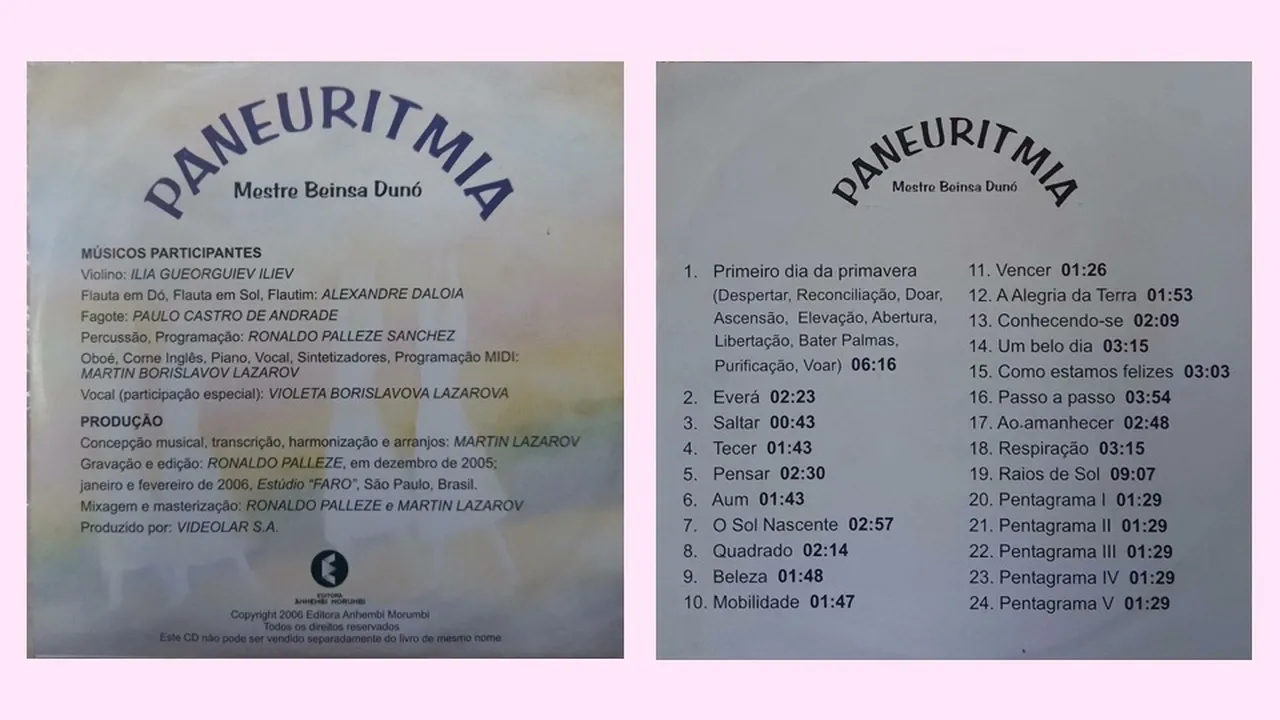 PANEURITMIA
Mestre Beinsa Dunó
MÚSICOS PARTICIPANTES
Violino: ILIA GUEORGUIEV ILIEV
Flauta em Dó, Flauta em Sol, Flautim: ALEXANDRE DALOIA
Fagote: PAULO CASTRO DE ANDRADE
Percussão, Programação: RONALDO PALLEZE SANCHEZ
Oboé, Corne Inglês, Piano, Vocal, Sintetizadores, Programação MIDI:
MARTIN BORISLAVOV LAZAROV
Vocal (participação especial): VIOLETA BORISLAVOVA LAZAROVA
PRODUÇÃO
Concepção musical, transcrição, harmonização e arranjos: MARTIN LAZAROV
Gravação e edição: RONALDO PALLEZE, em dezembro de 2005;
janeiro e fevereiro de 2006, Estúdio “FARO”, São Paulo, Brasil.
Mixagem e masterização: RONALDO PALLEZE e MARTIN LAZAROV
Produzido por: VIDEOLAR S.A.
EDITORA
ANHEMBI MORUMBI
Copyright 2006 Editora Anhembi Morumbi
Todos os direitos reservados
Este CD não pode ser vendido separadamente do livro de mesmo nome
PANEURITMIA
Mestre Beinsa Dunó
1. Primeiro dia da primavera
(Despertar, Reconciliação, Doar,
Ascensão, Elevação, Abertura,
Libertação, Bater Palmas,
Purificação, Voar) 06:16
2. Everá 02:23
3. Saltar 00:43
4. Tecer 01:43
5. Pensar 02:30
6. Aum 01:43
7. O Sol Nascente 02:57
8. Quadrado 02:14
9. Beleza 01:48
10. Mobilidade 01:47
11. Vencer 01:26
12. A Alegria da Terra 01:53
13. Conhecendo-se 02:09
14. Um belo dia 03:15
15. Como estamos felizes 03:03
16. Passo a passo 03:54
17. Ao amanhecer 02:48
18. Respiração 03:15
19. Raios de Sol 09:07
20. Pentagrama I 01:29
21. Pentagrama II 01:29
22. Pentagrama III 01:29
23. Pentagrama IV 01:29
24. Pentagrama V 01:29